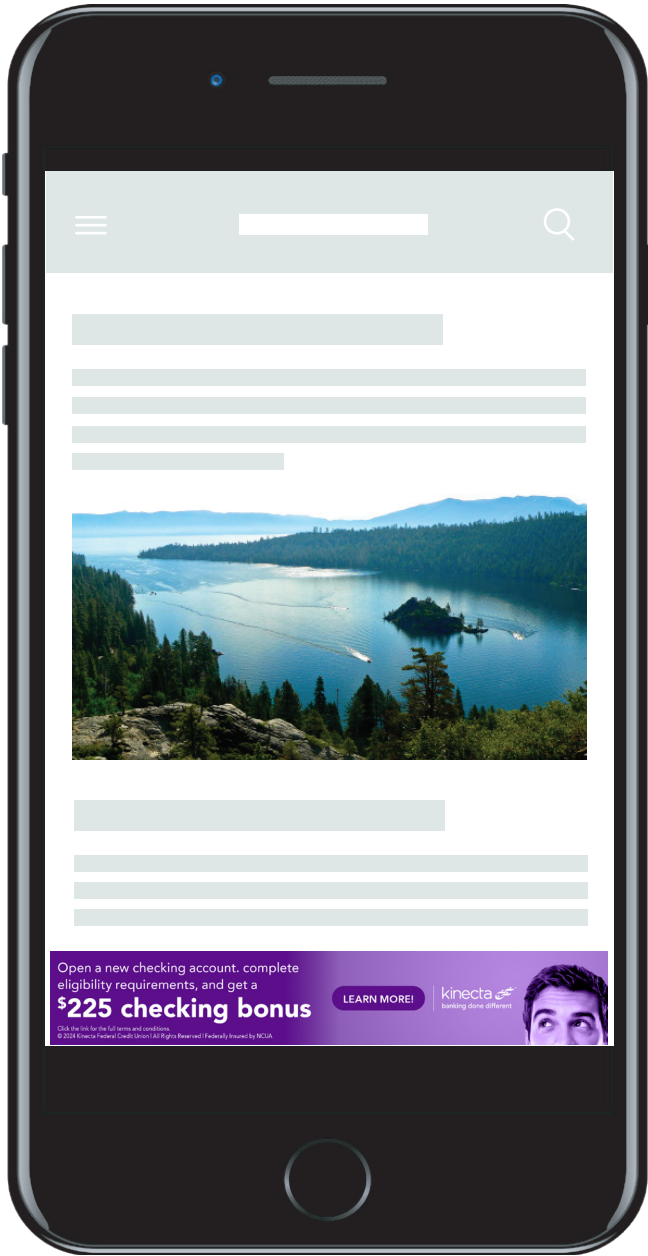 Open a new checking account. complete
eligibility requirements, and get a
$225 checking bonus
Click the link for the full terms and conditions.
© 2024 Kinecta Federal Credit Union I All Rights Reserved I Federally Insured by NCUA
LEARN MORE!
kinecta
banking done different